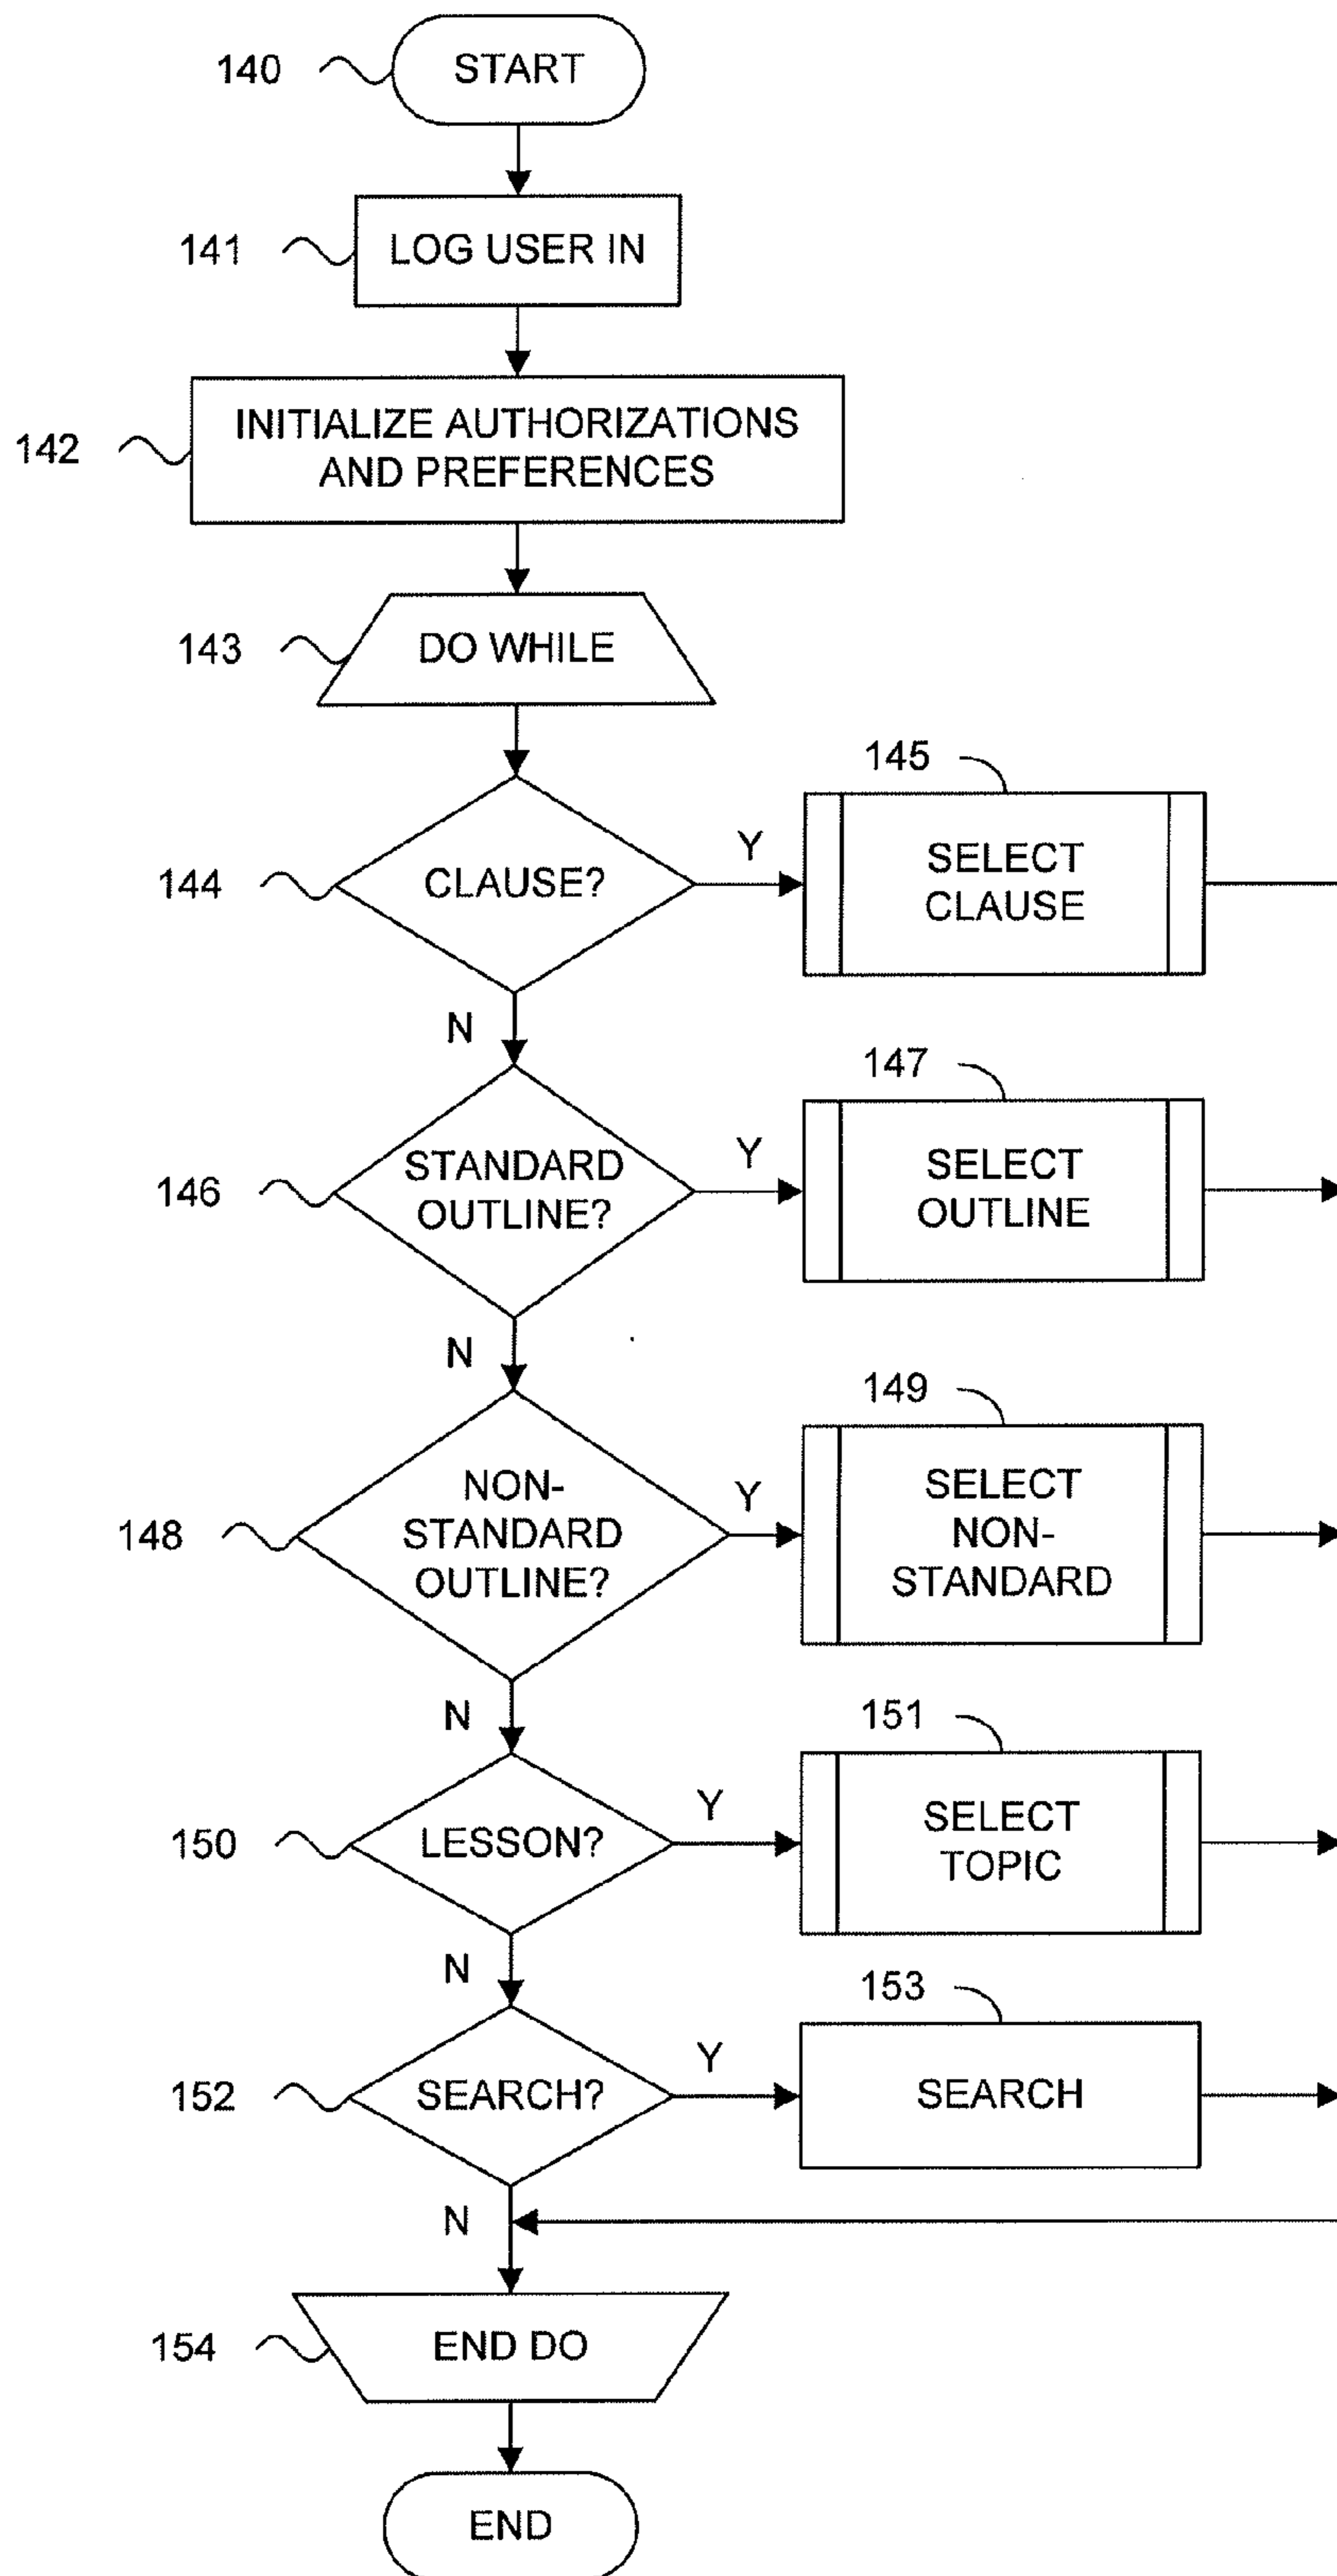 140
START
141
LOG USER IN
142
INITIALIZE AUTHORIZATIONS
AND PREFERENCES
143
DO WHILE
144
CLAUSE?
Y
145
SELECT
CLAUSE
N
146
STANDARD
OUTLINE?
Y
147
SELECT
OUTLINE
N
148
NON-
STANDARD
OUTLINE?
Y
149
SELECT
NON-
STANDARD
N
150
LESSON?
Y
151
SELECT
TOPIC
N
152
SEARCH?
Y
153
SEARCH
N
154
END DO
END